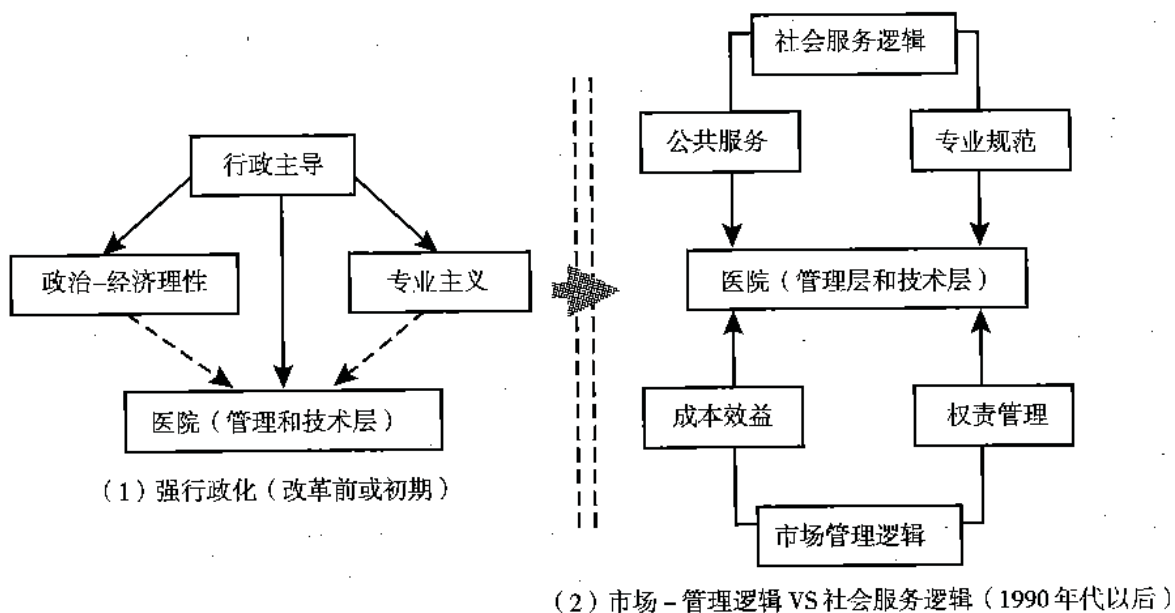 行政主导
政治-经济理性
专业主义
医院（管理和技术层）
（1）强行政化（改革前或初期）
社会服务逻辑
公共服务
专业规范
医院（管理层和技术层）
成本效益
权责管理
市场管理逻辑
（2）市场-管理逻辑VS社会服务逻辑（1990年代以后）